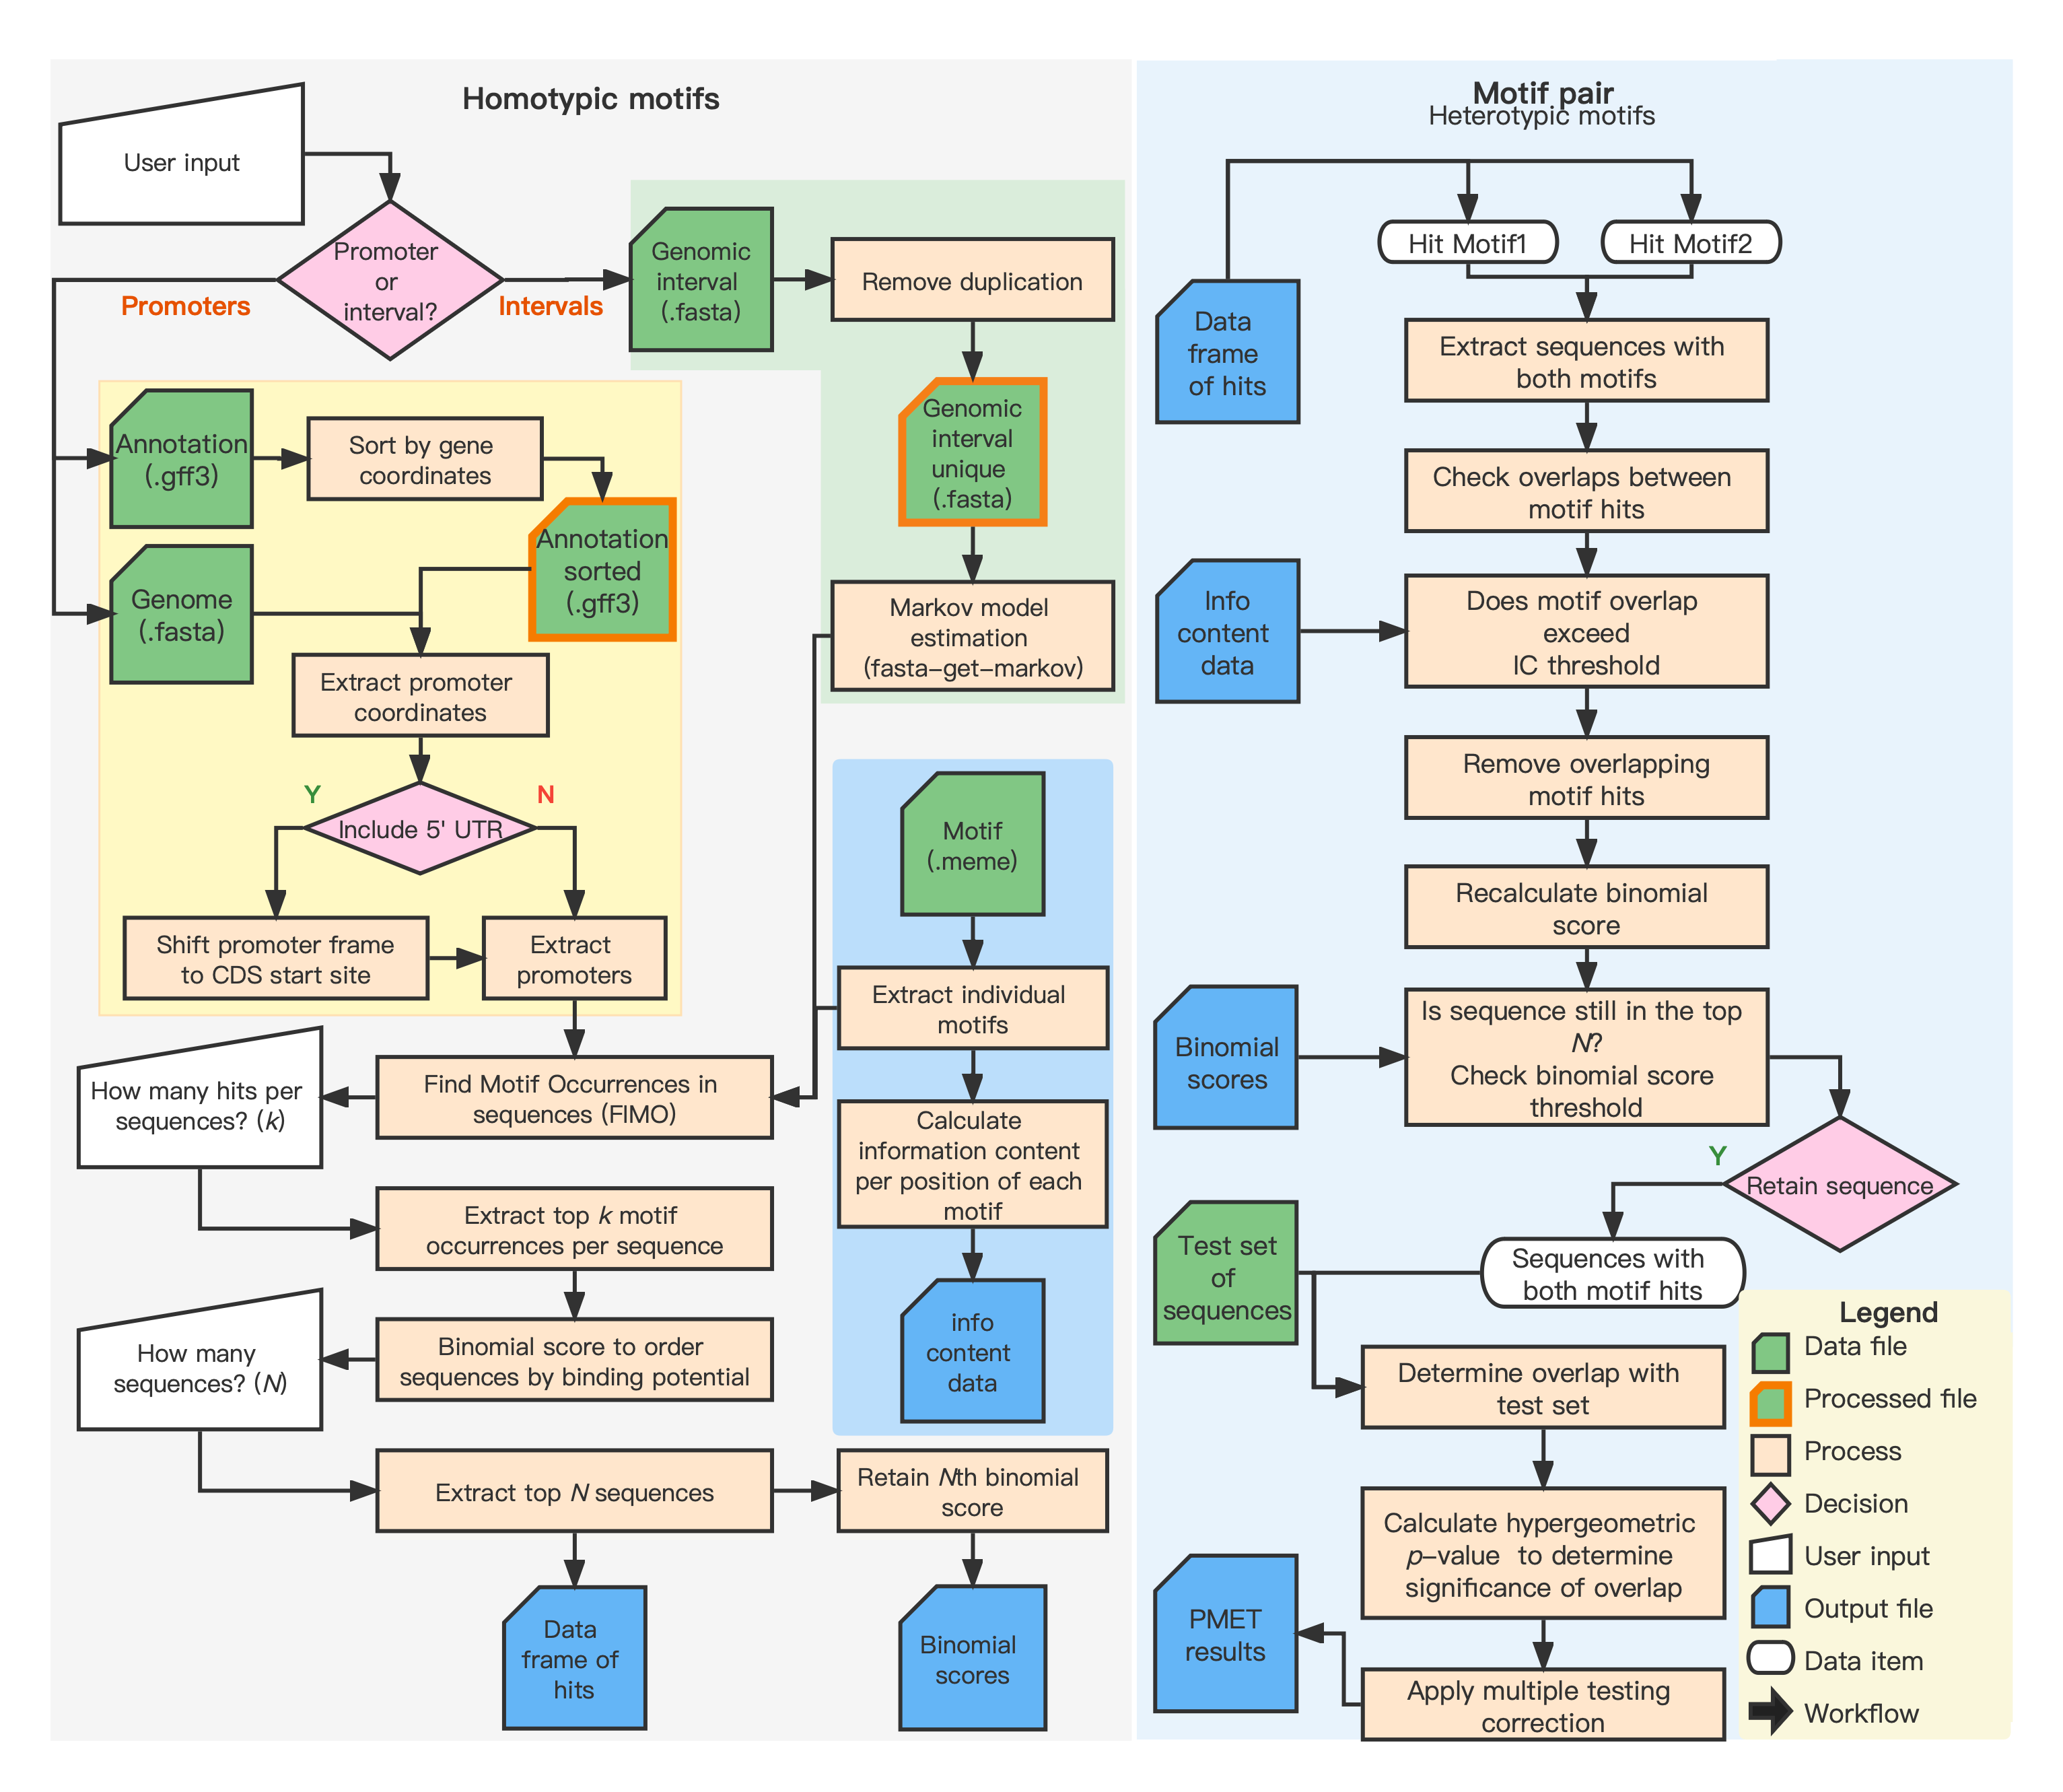 Homotypic motifs
User input
Promoter
or
interval?
Promoters
Intervals
Genomic
interval
(.fasta)
Remove duplication
Genomic
interval
unique
(.fasta)
Markov model
estimation
(fasta-get-markov)
Annotation
(.gff3)
Sort by gene
coordinates
Annotation
sorted
(.gff3)
Genome
(.fasta)
Extract promoter
coordinates
Y
N
Include 5' UTR
Shift promoter frame
to CDS start site
Extract
promoters
Motif
(.meme)
Extract individual
motifs
Calculate
information content
per position of each
motif
info
content
data
Find Motif Occurrences in
sequences (FIMO)
How many hits per
sequences? (k)
Extract top k motif
occurrences per sequence
Binomial score to order
sequences by binding potential
How many
sequences? (N)
Extract top N sequences
Retain Nth binomial
score
Data
frame of
hits
Binomial
scores
Motif pair
Heterotypic motifs
Hit Motif1
Hit Motif2
Data
frame
of hits
Extract sequences with
both motifs
Check overlaps between
motif hits
Info
content
data
Does motif overlap
exceed
IC threshold
Remove overlapping
motif hits
Recalculate binomial
score
Binomial
scores
Is sequence still in the top
N?
Check binomial score
threshold
Y
Retain sequence
Test set
of
sequences
Sequences with
both motif hits
Determine overlap with
test set
Calculate hypergeometric
p-value to determine
significance of overlap
PMET
results
Apply multiple testing
correction
Legend
Data file
Processed file
Process
Decision
User input
Output file
Data item
Workflow